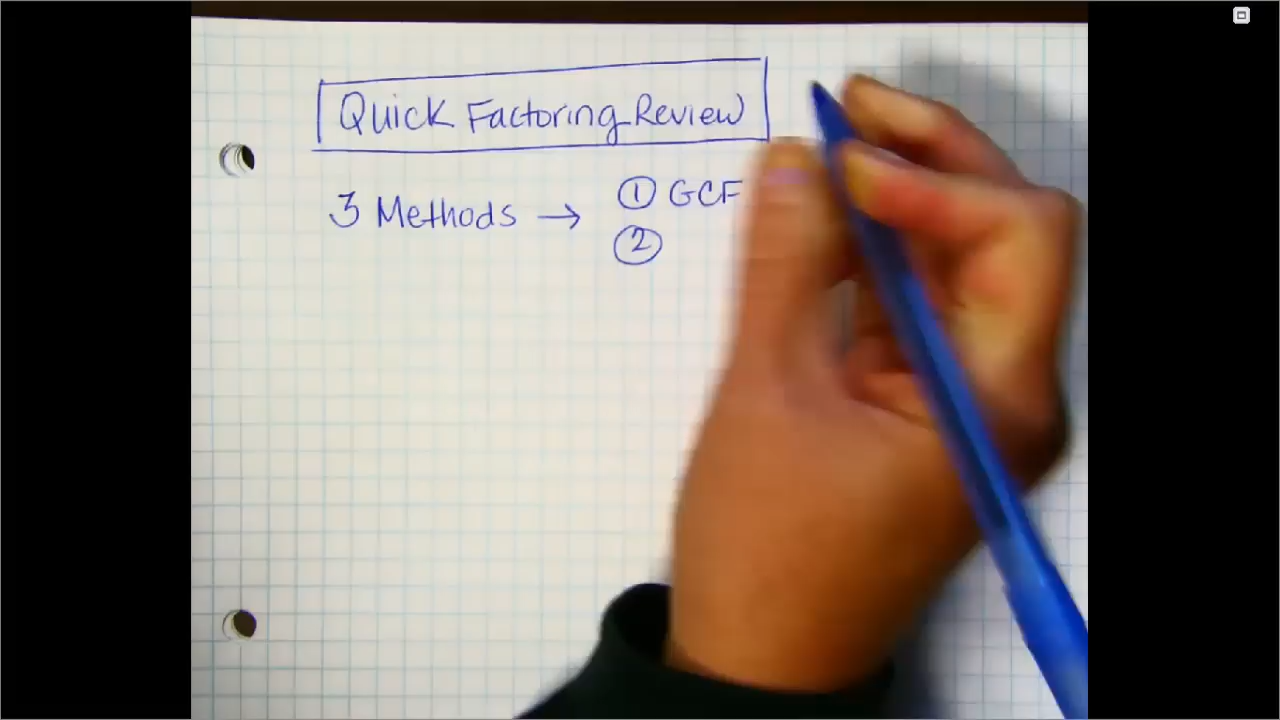 Quick Factoring Review
3 Methods → ① GCF
②